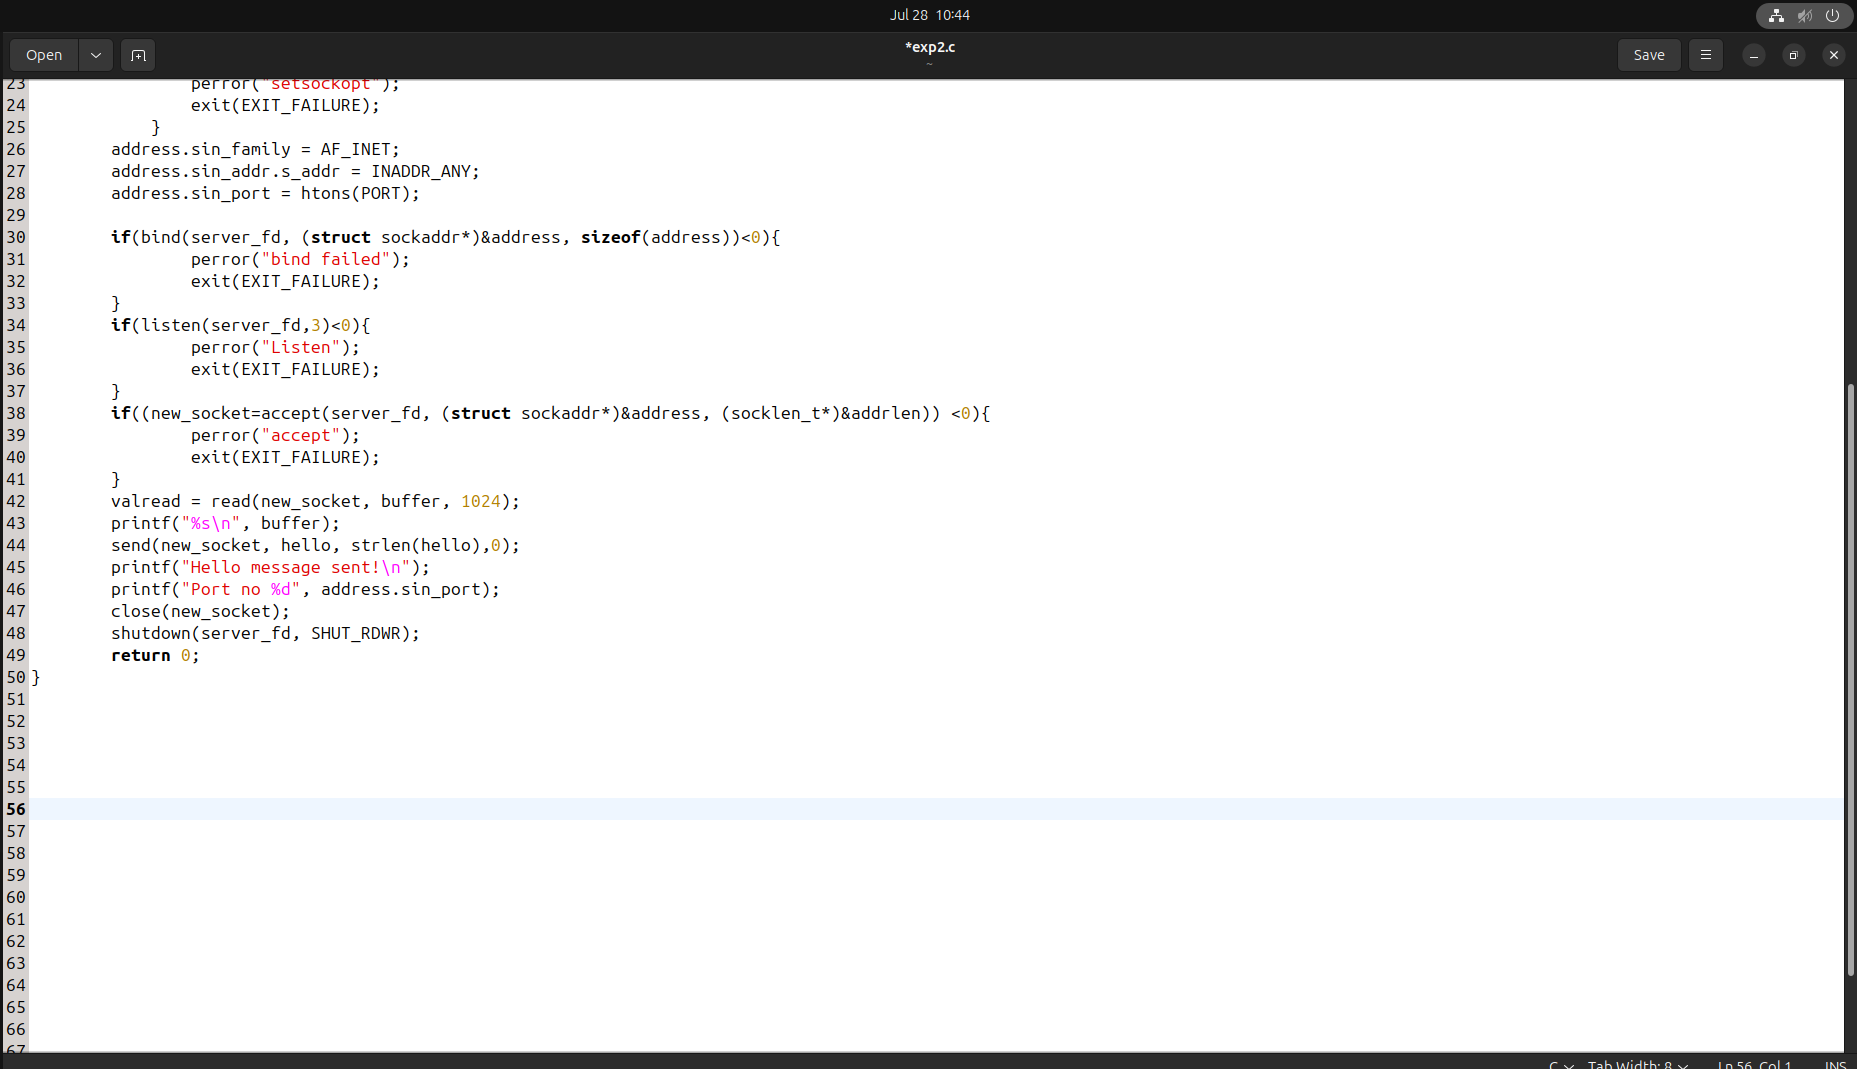 Jul 28 10:44
Open
*exp2.c
~
Save
23 perror("setsockopt");
24 exit(EXIT_FAILURE);
25 }
26 address.sin_family = AF_INET;
27 address.sin_addr.s_addr = INADDR_ANY;
28 address.sin_port = htons(PORT);
29
30 if(bind(server_fd, (struct sockaddr*)&address, sizeof(address))<0){
31 perror("bind failed");
32 exit(EXIT_FAILURE);
33 }
34 if(listen(server_fd,3)<0){
35 perror("Listen");
36 exit(EXIT_FAILURE);
37 }
38 if((new_socket=accept(server_fd, (struct sockaddr*)&address, (socklen_t*)&addrlen)) <0){
39 perror("accept");
40 exit(EXIT_FAILURE);
41 }
42 valread = read(new_socket, buffer, 1024);
43 printf("%s\n", buffer);
44 send(new_socket, hello, strlen(hello),0);
45 printf("Hello message sent!\n");
46 printf("Port no %d", address.sin_port);
47 close(new_socket);
48 shutdown(server_fd, SHUT_RDWR);
49 return 0;
50 }
51
52
53
54
55
56
57
58
59
60
61
62
63
64
65
66
67
C Tab Width: 8 Ln 56, Col 1 INS